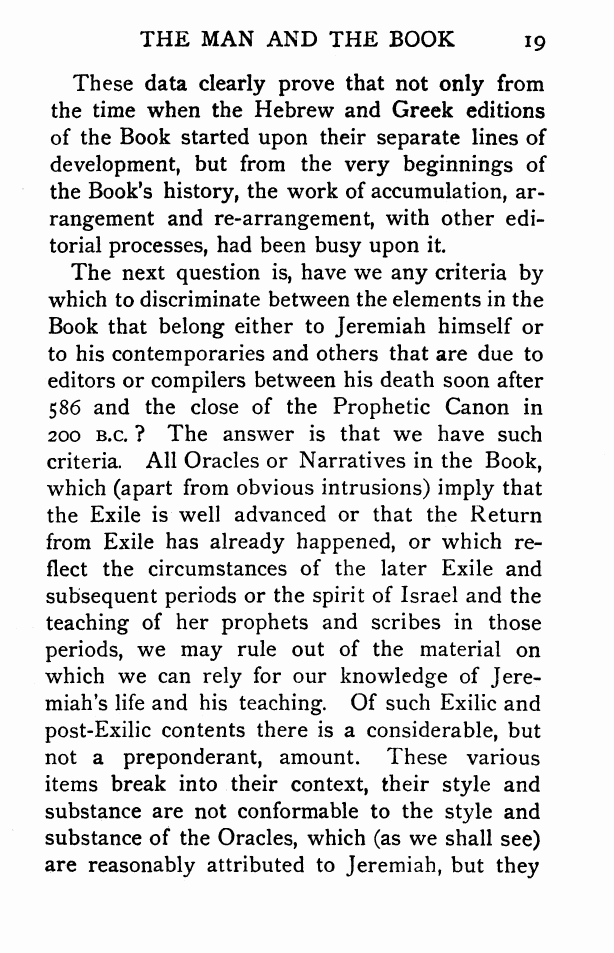 THE MAN AND THE BOOK 19
These data clearly prove that not only from
the time when the Hebrew and Greek editions
of the Book started upon their separate lines of
development, but from the very beginnings of
the Book's history, the work of accumulation, ar-
rangement and re-arrangement, with other edi-
torial processes, had been busy upon it.
The next question is, have we any criteria by
which to discriminate between the elements in the
Book that belong either to Jeremiah himself or
to his contemporaries and others that are due to
editors or compilers between his death soon after
586 and the close of the Prophetic Canon in
200 B.C. ? The answer is that we have such
criteria. All Oracles or Narratives in the Book,
which (apart from obvious intrusions) imply that
the Exile is well advanced or that the Return
from Exile has already happened, or which re-
flect the circumstances of the later Exile and
subsequent periods or the spirit of Israel and the
teaching of her prophets and scribes in those
periods, we may rule out of the material on
which we can rely for our knowledge of Jere-
miah's life and his teaching. Of such Exilic and
post-Exilic contents there is a considerable, but
not a preponderant, amount. These various
items break into their context, their style and
substance are not conformable to the style and
substance of the Oracles, which (as we shall see)
are reasonably attributed to Jeremiah, but they